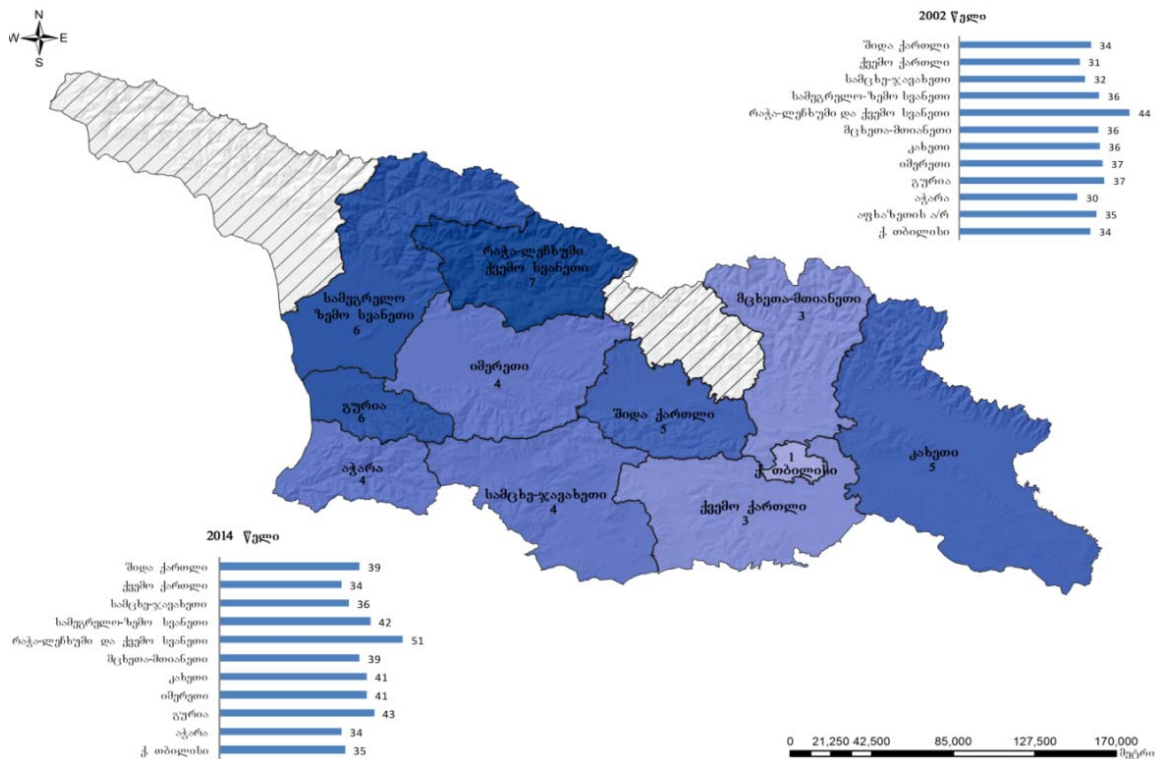 N
W E
S
2002 წელი
შიდა ქართლი 34
ქვემო ქართლი 31
სამცხე-ჯავახეთი 32
სამეგრელო-ზემო სვანეთი 36
რაჭა-ლეჩხუმი და ქვემო სვანეთი 44
მცხეთა-მთიანეთი 36
კახეთი 36
იმერეთი 37
გურია 37
აჭარა 30
აფხაზეთის ა/რ 35
ქ. თბილისი 34
რაჭა-ლეჩხუმი
ქვემო სვანეთი
7
მცხეთა-მთიანეთი
3
სამეგრელო
ზემო სვანეთი
6
იმერეთი
4
გურია
6
შიდა ქართლი
5
კახეთი
5
აჭარა
4
1
ქ. თბილისი
სამცხე-ჯავახეთი
4
ქვემო ქართლი
3
2014 წელი
შიდა ქართლი 39
ქვემო ქართლი 34
სამცხე-ჯავახეთი 36
სამეგრელო-ზემო სვანეთი 42
რაჭა-ლეჩხუმი და ქვემო სვანეთი 51
მცხეთა-მთიანეთი 39
კახეთი 41
იმერეთი 41
გურია 43
აჭარა 34
ქ. თბილისი 35
0 21,250 42,500 85,000 127,500 170,000
მეტრი